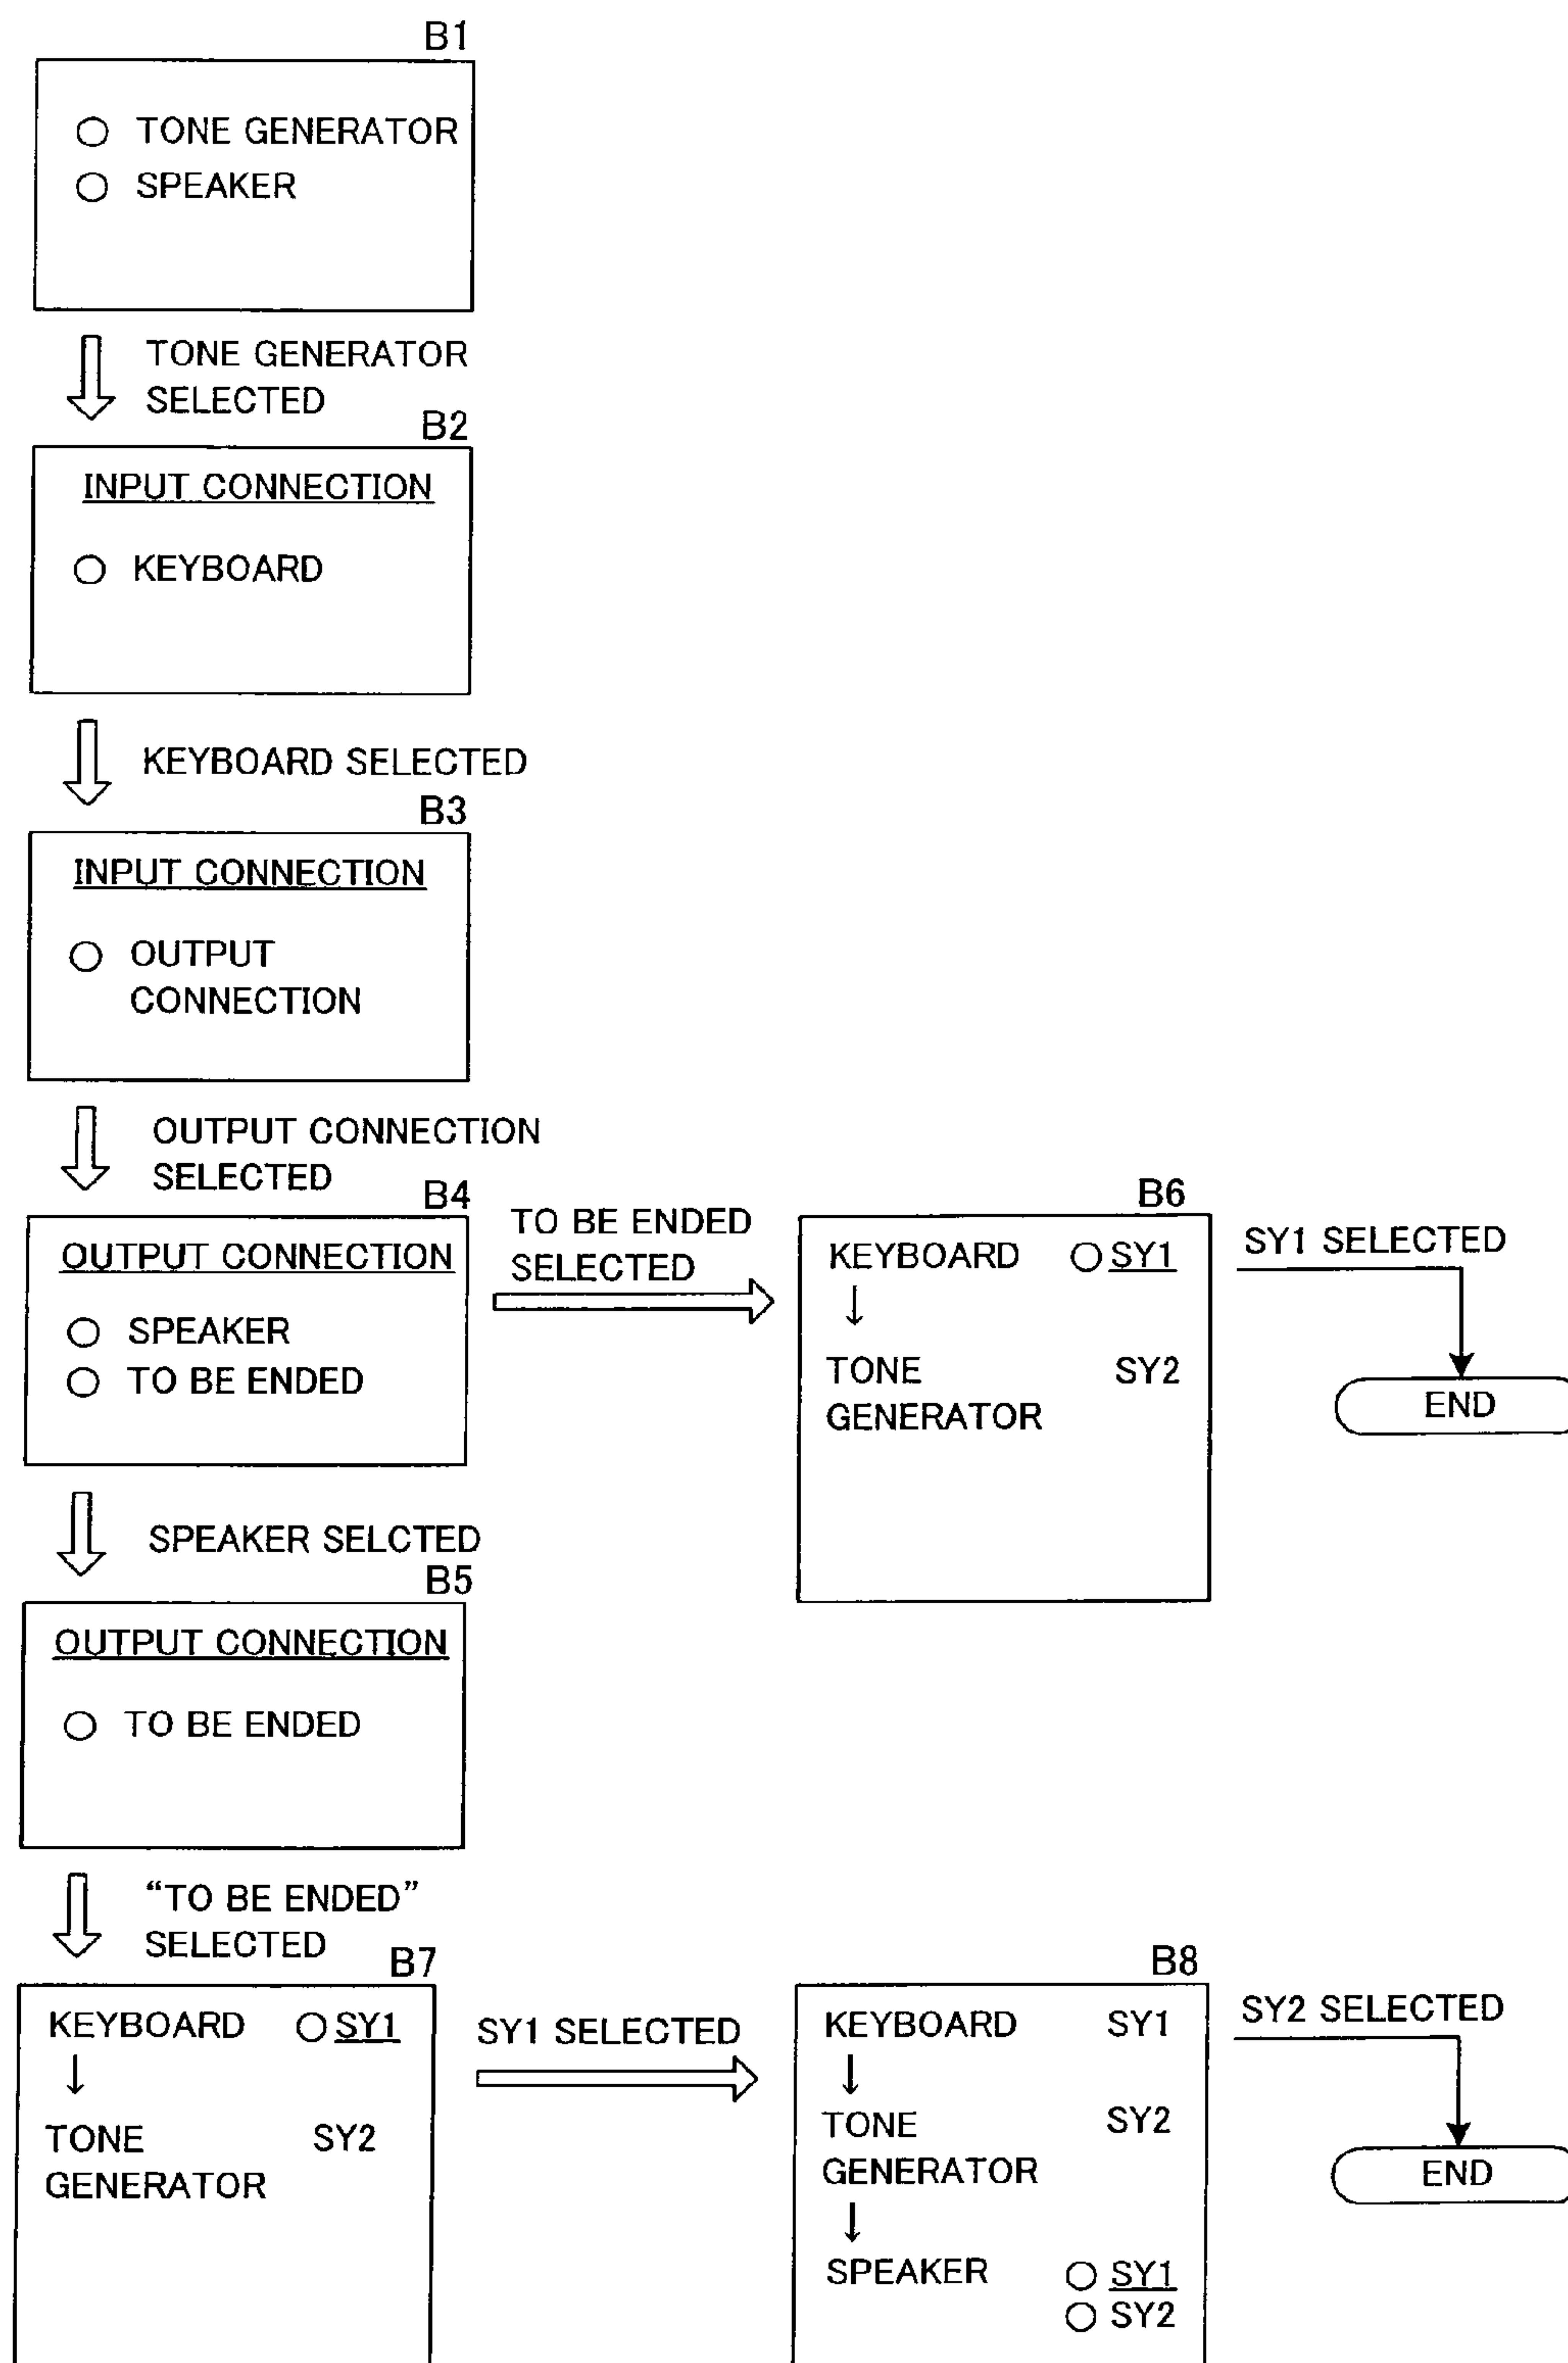 B1
○ TONE GENERATOR
○ SPEAKER
TONE GENERATOR
SELECTED
B2
INPUT CONNECTION
○ KEYBOARD
KEYBOARD SELECTED
B3
INPUT CONNECTION
○ OUTPUT
CONNECTION
OUTPUT CONNECTION
SELECTED
B4
OUTPUT CONNECTION
○ SPEAKER
○ TO BE ENDED
TO BE ENDED
SELECTED
B6
KEYBOARD ○ SY1
↓
TONE SY2
GENERATOR
SY1 SELECTED
END
SPEAKER SELCTED
B5
OUTPUT CONNECTION
○ TO BE ENDED
“TO BE ENDED”
SELECTED
B7
KEYBOARD ○ SY1
↓
TONE SY2
GENERATOR
SY1 SELECTED
B8
KEYBOARD SY1
↓
TONE SY2
GENERATOR
↓
SPEAKER ○ SY1
○ SY2
SY2 SELECTED
END